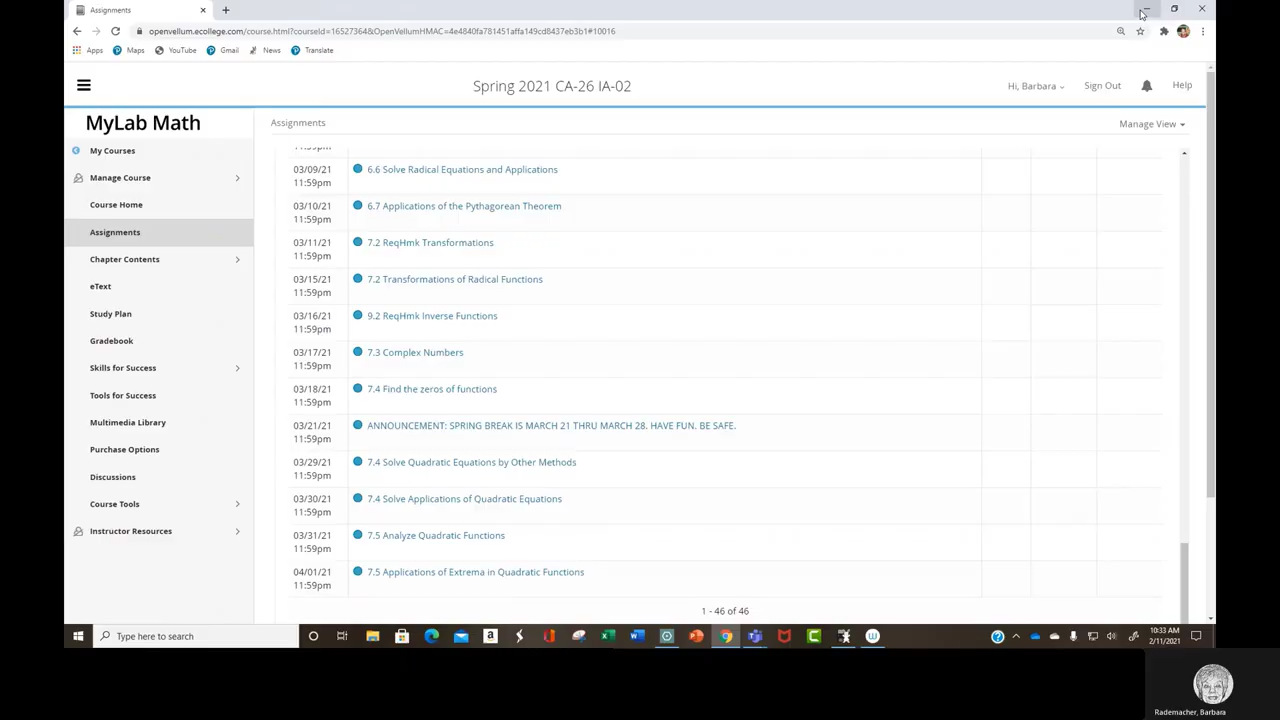 Assignments
openvellum.ecollege.com/course.html?courseId=16527364&OpenVellumHMAC=4e4840fa781451affa149cd8437eb3b1#10016
Apps Maps YouTube Gmail News Translate
Spring 2021 CA-26 IA-02
Hi, Barbara Sign Out Help
MyLab Math
My Courses
Manage Course
Course Home
Assignments
Chapter Contents
eText
Study Plan
Gradebook
Skills for Success
Tools for Success
Multimedia Library
Purchase Options
Discussions
Course Tools
Instructor Resources
Assignments
Manage View
11:59pm
03/09/21 6.6 Solve Radical Equations and Applications
11:59pm
03/10/21 6.7 Applications of the Pythagorean Theorem
11:59pm
03/11/21 7.2 ReqHmk Transformations
11:59pm
03/15/21 7.2 Transformations of Radical Functions
11:59pm
03/16/21 9.2 ReqHmk Inverse Functions
11:59pm
03/17/21 7.3 Complex Numbers
11:59pm
03/18/21 7.4 Find the zeros of functions
11:59pm
03/21/21 ANNOUNCEMENT: SPRING BREAK IS MARCH 21 THRU MARCH 28. HAVE FUN. BE SAFE.
11:59pm
03/29/21 7.4 Solve Quadratic Equations by Other Methods
11:59pm
03/30/21 7.4 Solve Applications of Quadratic Equations
11:59pm
03/31/21 7.5 Analyze Quadratic Functions
11:59pm
04/01/21 7.5 Applications of Extrema in Quadratic Functions
11:59pm
1 - 46 of 46
Type here to search
10:33 AM
2/11/2021
Rademacher, Barbara